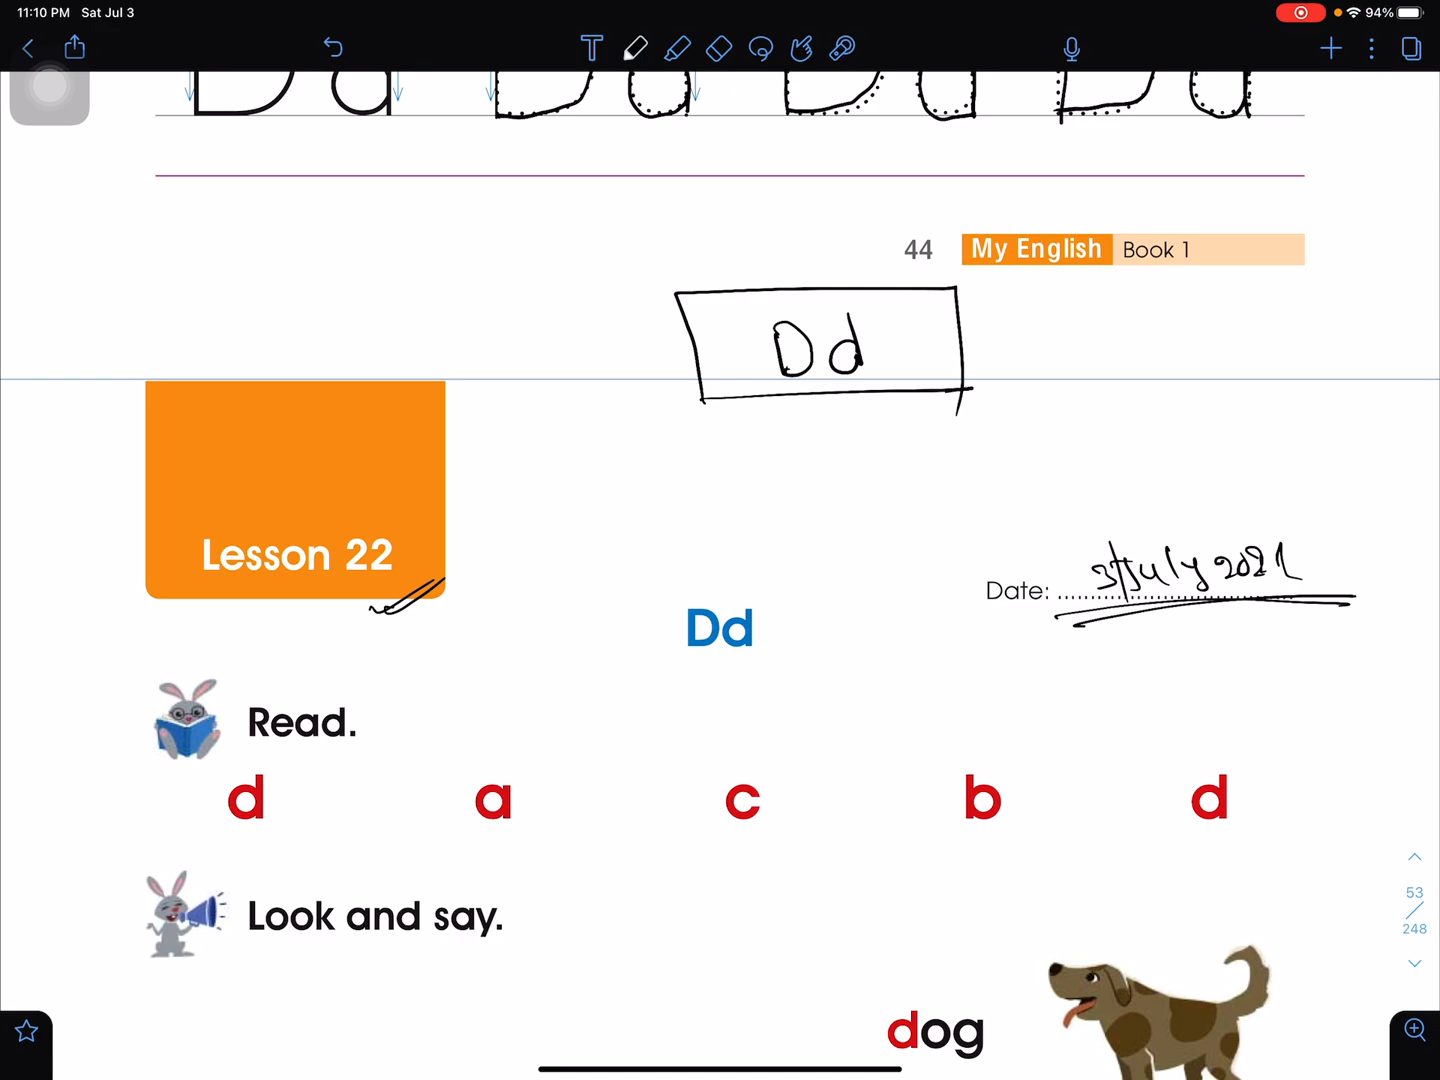 11:10 PM Sat Jul 3 94%
D d D d D d D d
44 My English Book 1
Dd
Lesson 22
Date: 3/July 2021
Dd
Read.
d a c b d
53
248
Look and say.
dog